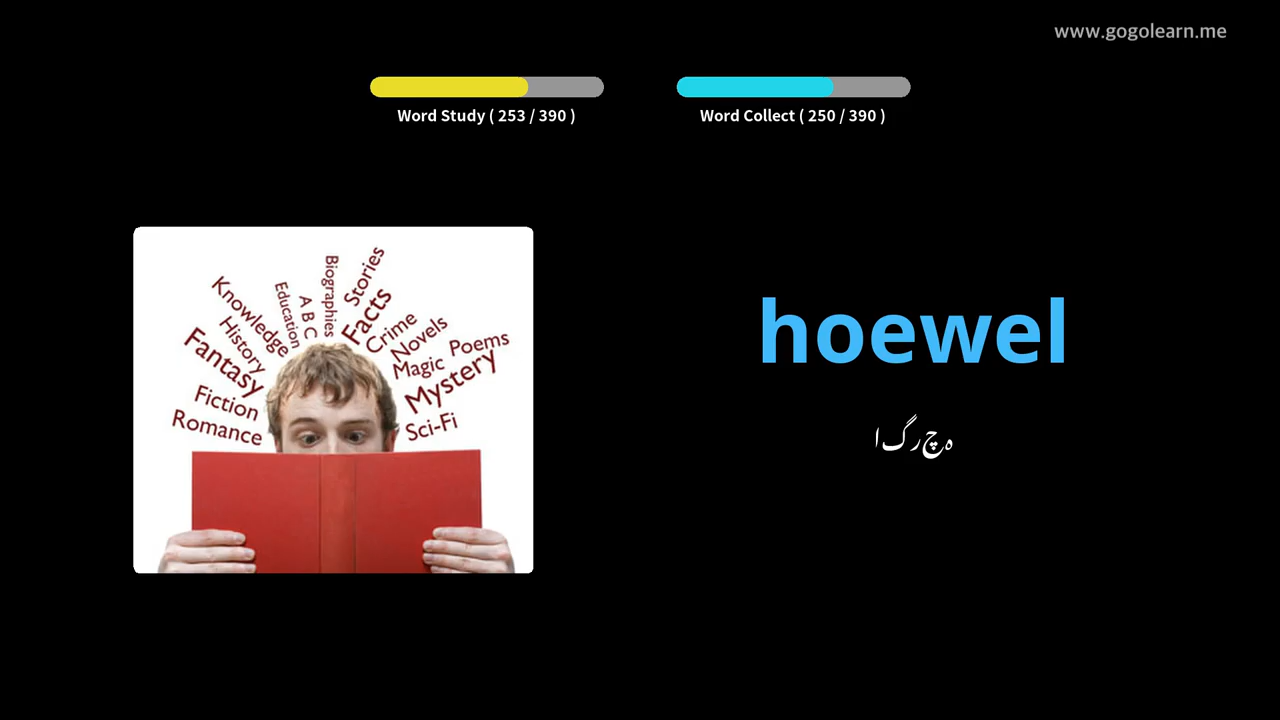 www.gogolearn.me
Word Study ( 253 / 390 )
Word Collect ( 250 / 390 )
Biographies
Stories
Education
A B C
Facts
Knowledge
Crime
History
Novels
Fantasy
Magic
Poems
Mystery
Fiction
Romance
Sci-Fi
hoewel
اگرچہ